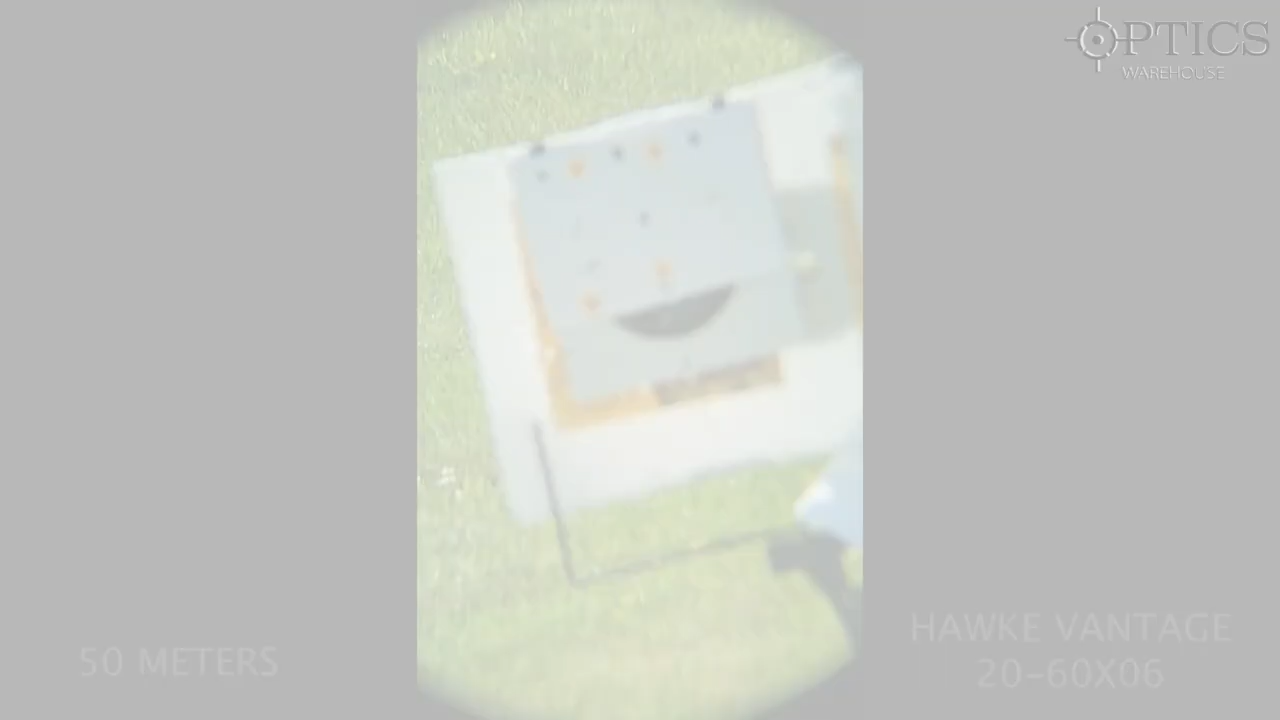 OPTICS
WAREHOUSE
50 METERS
HAWKE VANTAGE
20-60X06